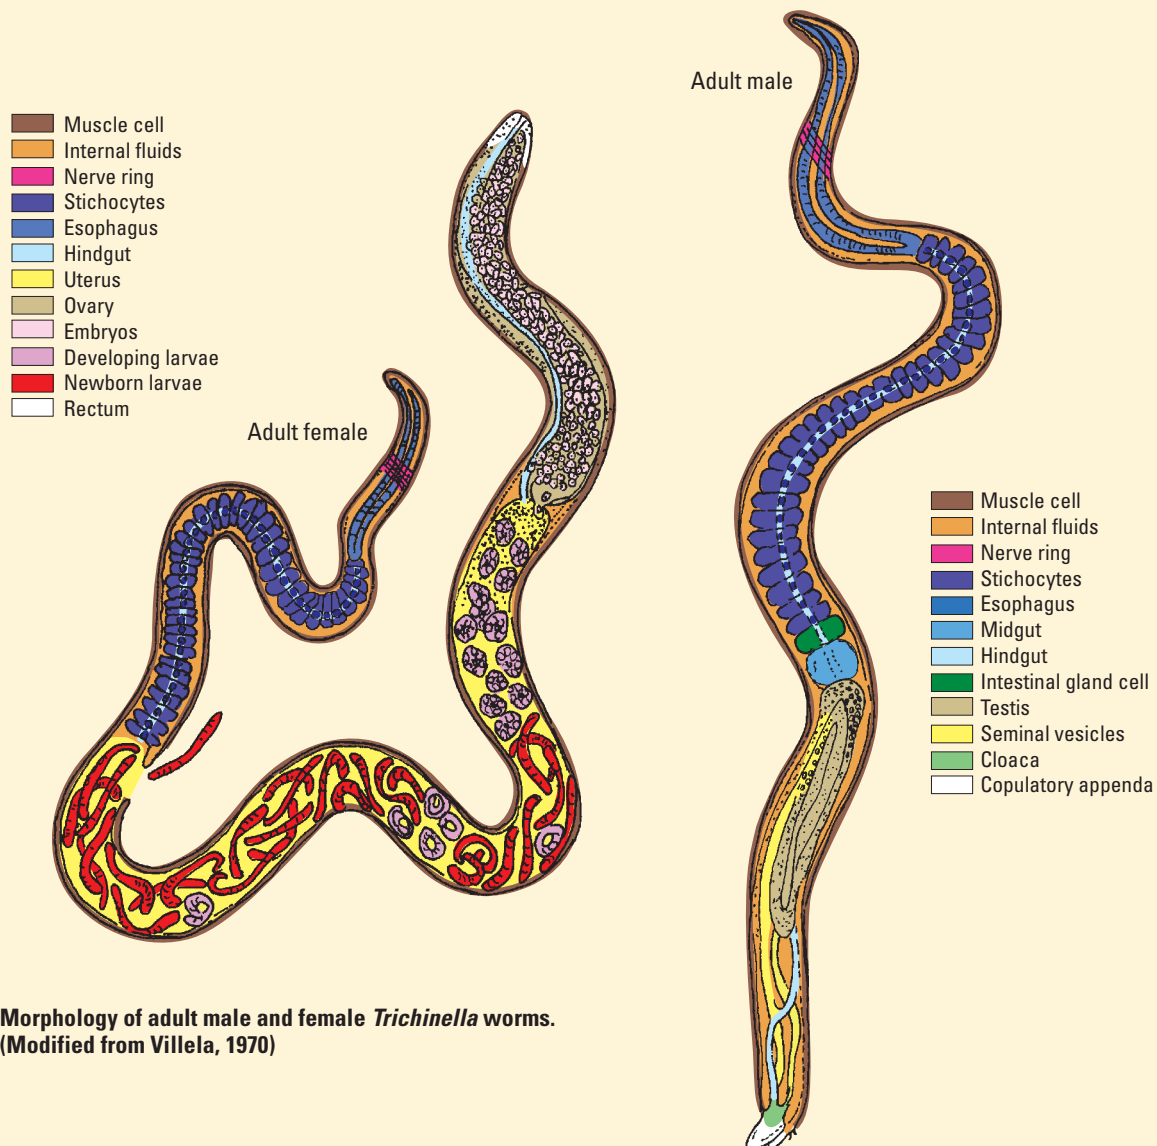 Adult male
Muscle cell
Internal fluids
Nerve ring
Stichocytes
Esophagus
Hindgut
Uterus
Ovary
Embryos
Developing larvae
Newborn larvae
Rectum
Adult female
Muscle cell
Internal fluids
Nerve ring
Stichocytes
Esophagus
Midgut
Hindgut
Intestinal gland cell
Testis
Seminal vesicles
Cloaca
Copulatory appenda
Morphology of adult male and female Trichinella worms.
(Modified from Villela, 1970)